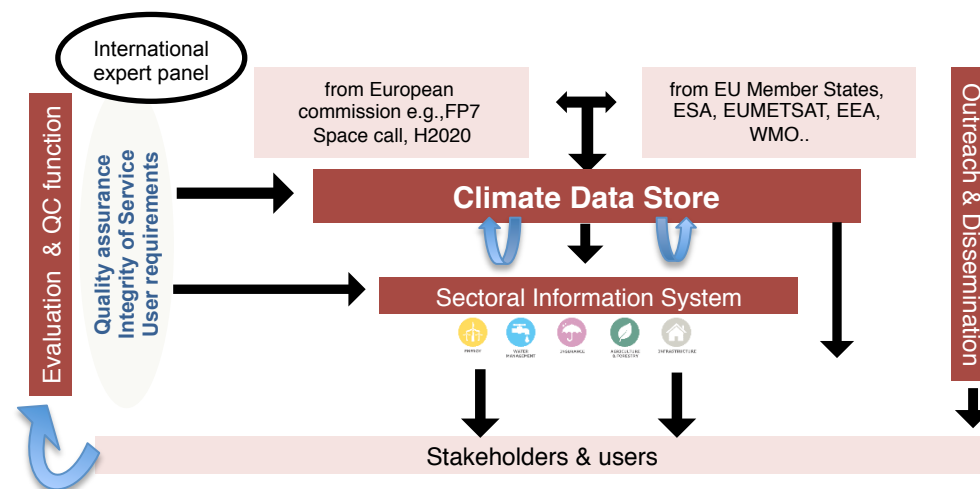 International
expert panel
from European
commission e.g.,FP7
Space call, H2020
from EU Member States,
ESA, EUMETSAT, EEA,
WMO..
Evaluation & QC function
Quality assurance
Integrity of Service
User requirements
Climate Data Store
Outreach & Dissemination
Sectoral Information System
ENERGY
WATER
MANAGEMENT
INSURANCE
AGRICULTURE
& FORESTRY
INFRASTRUCTURE
Stakeholders & users